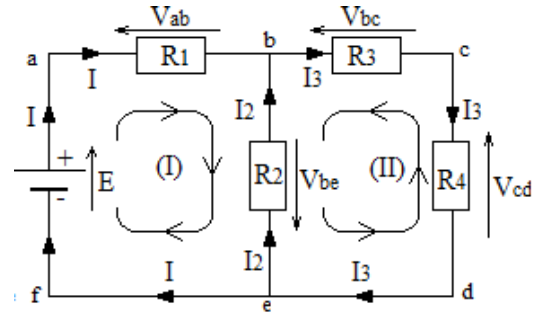 Vab Vbc
a b c
I R1 I3 R3
I I2 I3
+ E (I) R2 Vbe (II) R4 Vcd
-
I I2 I3
f e d